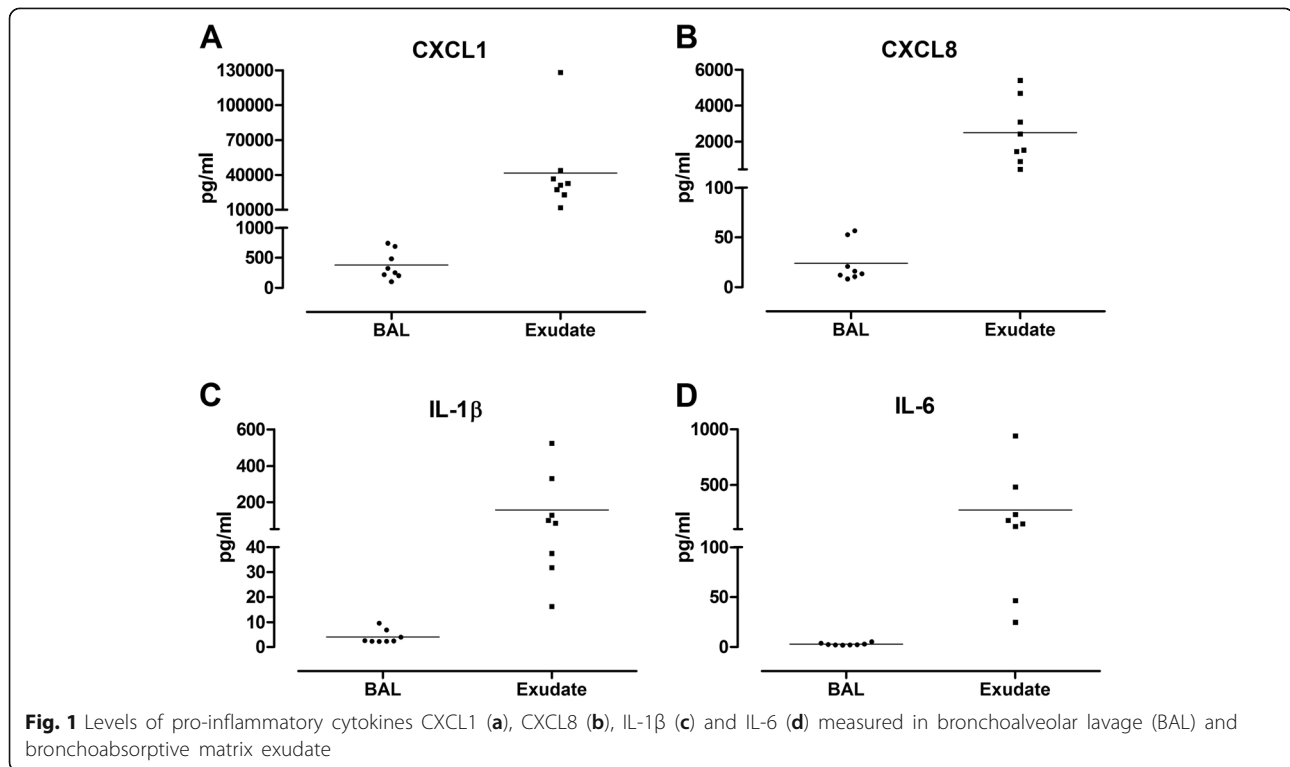 A
CXCL1
130000
100000
70000
40000
10000
1000
500
0
pg/ml
BAL Exudate
B
CXCL8
6000
4000
2000
100
50
0
pg/ml
BAL Exudate
C
IL-1β
600
400
200
40
30
20
10
0
pg/ml
BAL Exudate
D
IL-6
1000
500
100
50
0
pg/ml
BAL Exudate
Fig. 1 Levels of pro-inflammatory cytokines CXCL1 (a), CXCL8 (b), IL-1β (c) and IL-6 (d) measured in bronchoalveolar lavage (BAL) and
bronchoabsorptive matrix exudate